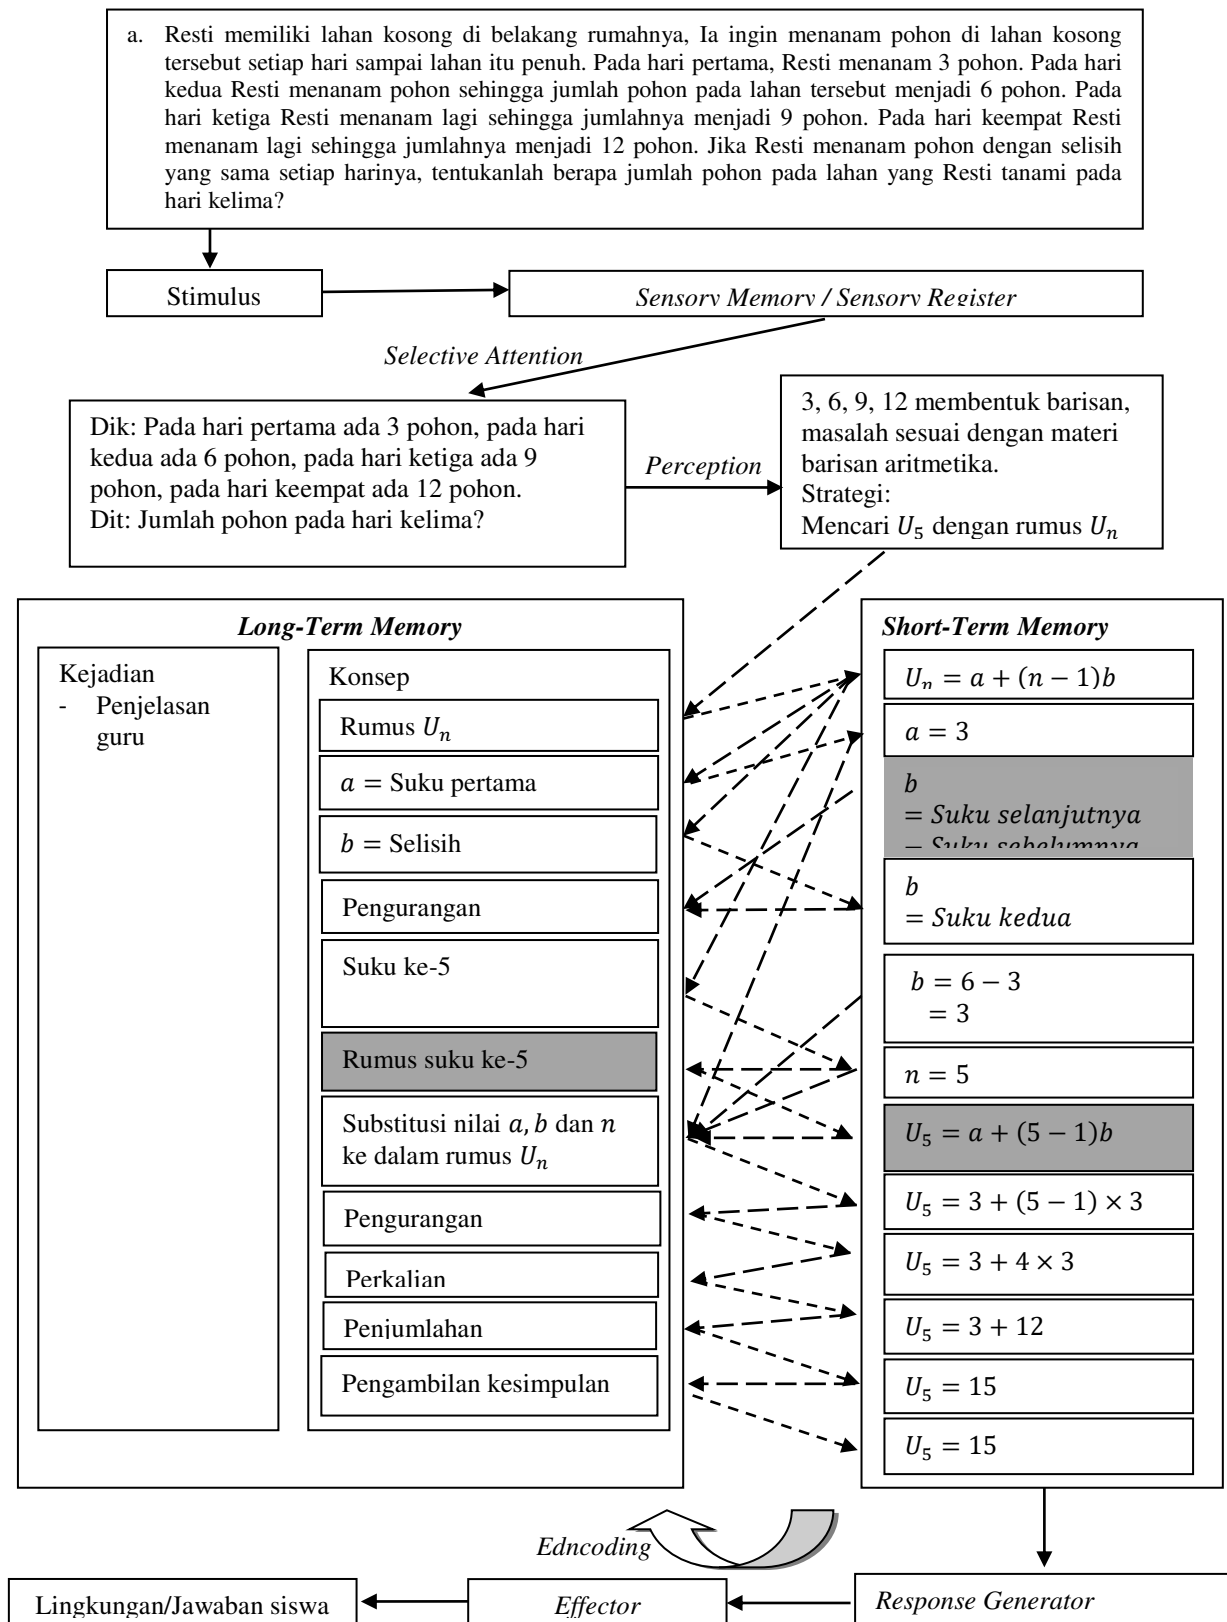 a. Resti memiliki lahan kosong di belakang rumahnya, Ia ingin menanam pohon di lahan kosong
tersebut setiap hari sampai lahan itu penuh. Pada hari pertama, Resti menanam 3 pohon. Pada hari
kedua Resti menanam pohon sehingga jumlah pohon pada lahan tersebut menjadi 6 pohon. Pada
hari ketiga Resti menanam lagi sehingga jumlahnya menjadi 9 pohon. Pada hari keempat Resti
menanam lagi sehingga jumlahnya menjadi 12 pohon. Jika Resti menanam pohon dengan selisih
yang sama setiap harinya, tentukanlah berapa jumlah pohon pada lahan yang Resti tanami pada
hari kelima?
Stimulus
Sensory Memory / Sensory Register
Selective Attention
Dik: Pada hari pertama ada 3 pohon, pada hari
kedua ada 6 pohon, pada hari ketiga ada 9
pohon, pada hari keempat ada 12 pohon.
Dit: Jumlah pohon pada hari kelima?
Perception
3, 6, 9, 12 membentuk barisan,
masalah sesuai dengan materi
barisan aritmetika.
Strategi:
Mencari U₅ dengan rumus Uₙ
Long-Term Memory
Kejadian
- Penjelasan
guru
Konsep
Rumus Uₙ
a = Suku pertama
b = Selisih
Pengurangan
Suku ke-5
Rumus suku ke-5
Substitusi nilai a, b dan n
ke dalam rumus Uₙ
Pengurangan
Perkalian
Penjumlahan
Pengambilan kesimpulan
Short-Term Memory
Uₙ = a + (n − 1)b
a = 3
b
= Suku selanjutnya
− Suku sebelumnya
b
= Suku kedua
b = 6 − 3
= 3
n = 5
U₅ = a + (5 − 1)b
U₅ = 3 + (5 − 1) × 3
U₅ = 3 + 4 × 3
U₅ = 3 + 12
U₅ = 15
U₅ = 15
Edncoding
Lingkungan/Jawaban siswa
Effector
Response Generator